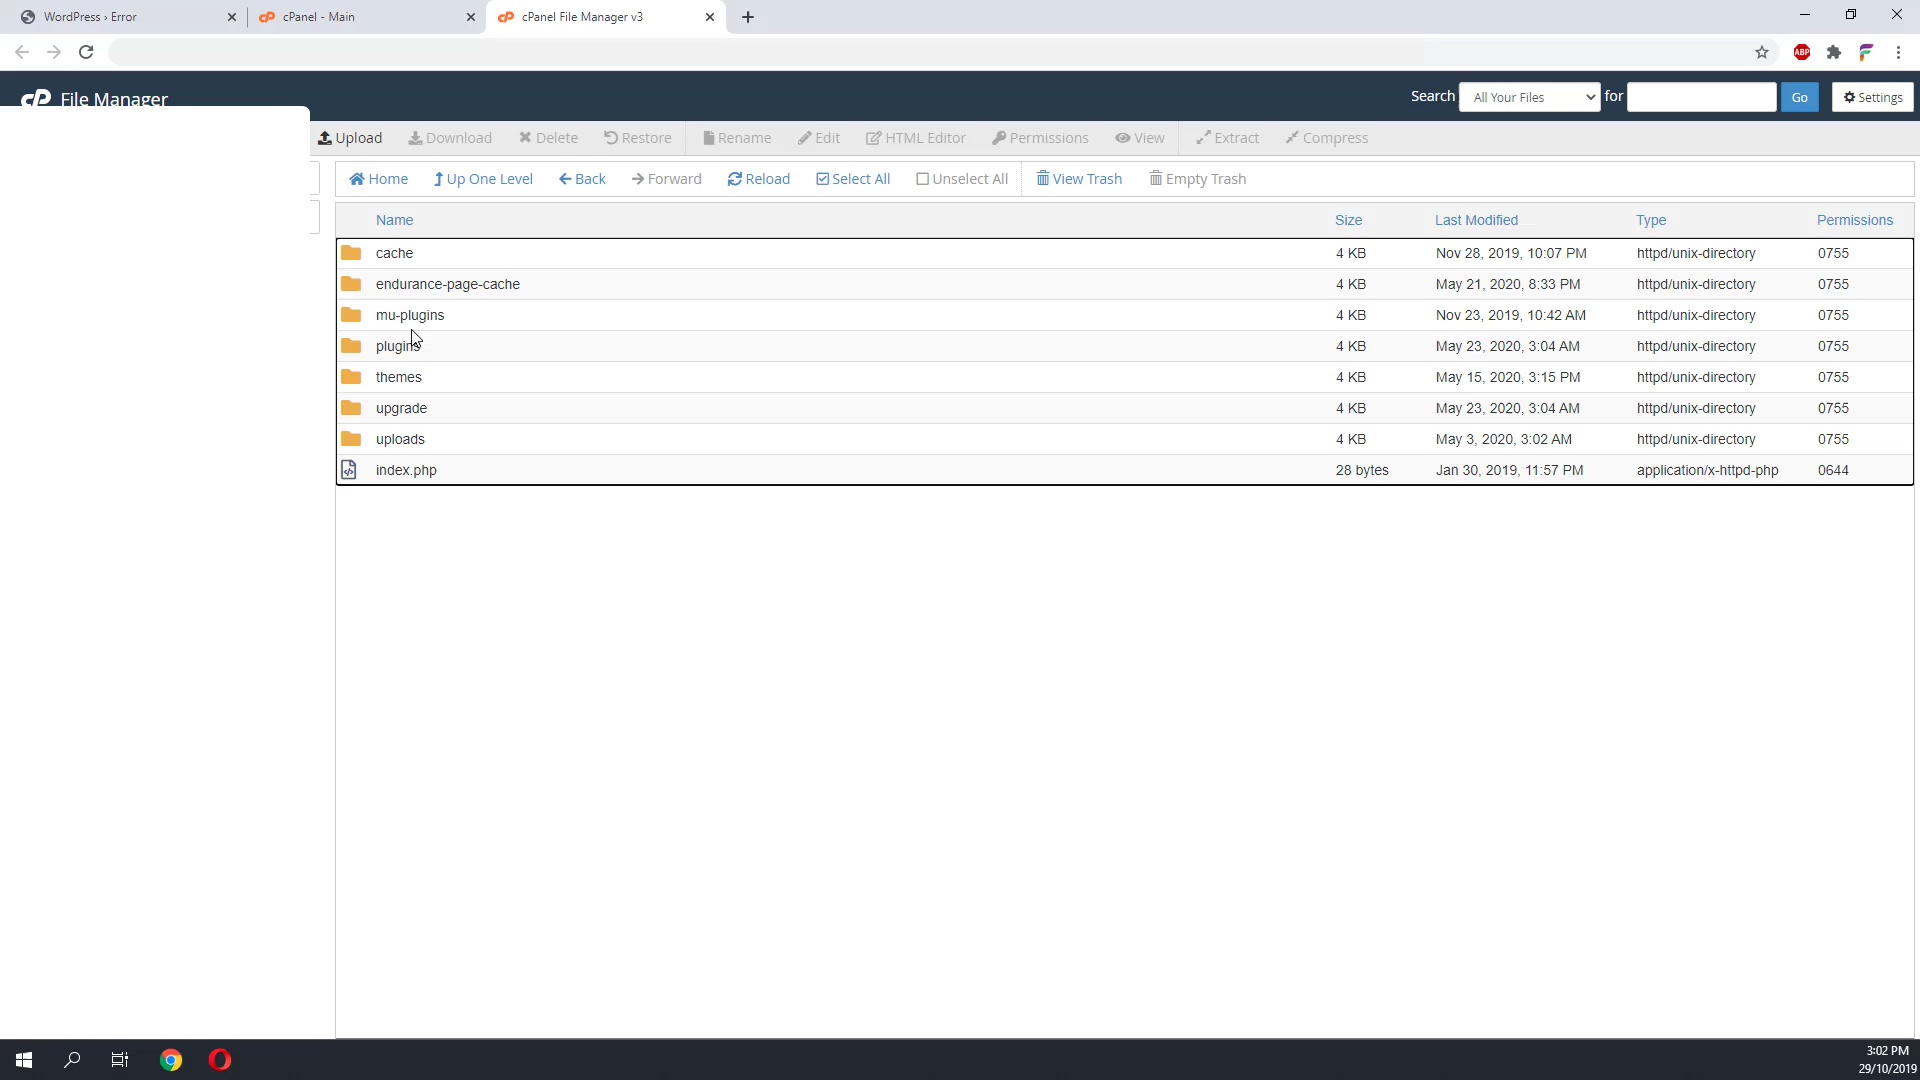 WordPress › Error
cPanel - Main
cPanel File Manager v3
ABP
cP File Manager
Search All Your Files for Go Settings
Upload Download Delete Restore Rename Edit HTML Editor Permissions View Extract Compress
Home Up One Level Back Forward Reload Select All Unselect All View Trash Empty Trash
Name Size Last Modified Type Permissions
cache 4 KB Nov 28, 2019, 10:07 PM httpd/unix-directory 0755
endurance-page-cache 4 KB May 21, 2020, 8:33 PM httpd/unix-directory 0755
mu-plugins 4 KB Nov 23, 2019, 10:42 AM httpd/unix-directory 0755
plugins 4 KB May 23, 2020, 3:04 AM httpd/unix-directory 0755
themes 4 KB May 15, 2020, 3:15 PM httpd/unix-directory 0755
upgrade 4 KB May 23, 2020, 3:04 AM httpd/unix-directory 0755
uploads 4 KB May 3, 2020, 3:02 AM httpd/unix-directory 0755
index.php 28 bytes Jan 30, 2019, 11:57 PM application/x-httpd-php 0644
3:02 PM
29/10/2019